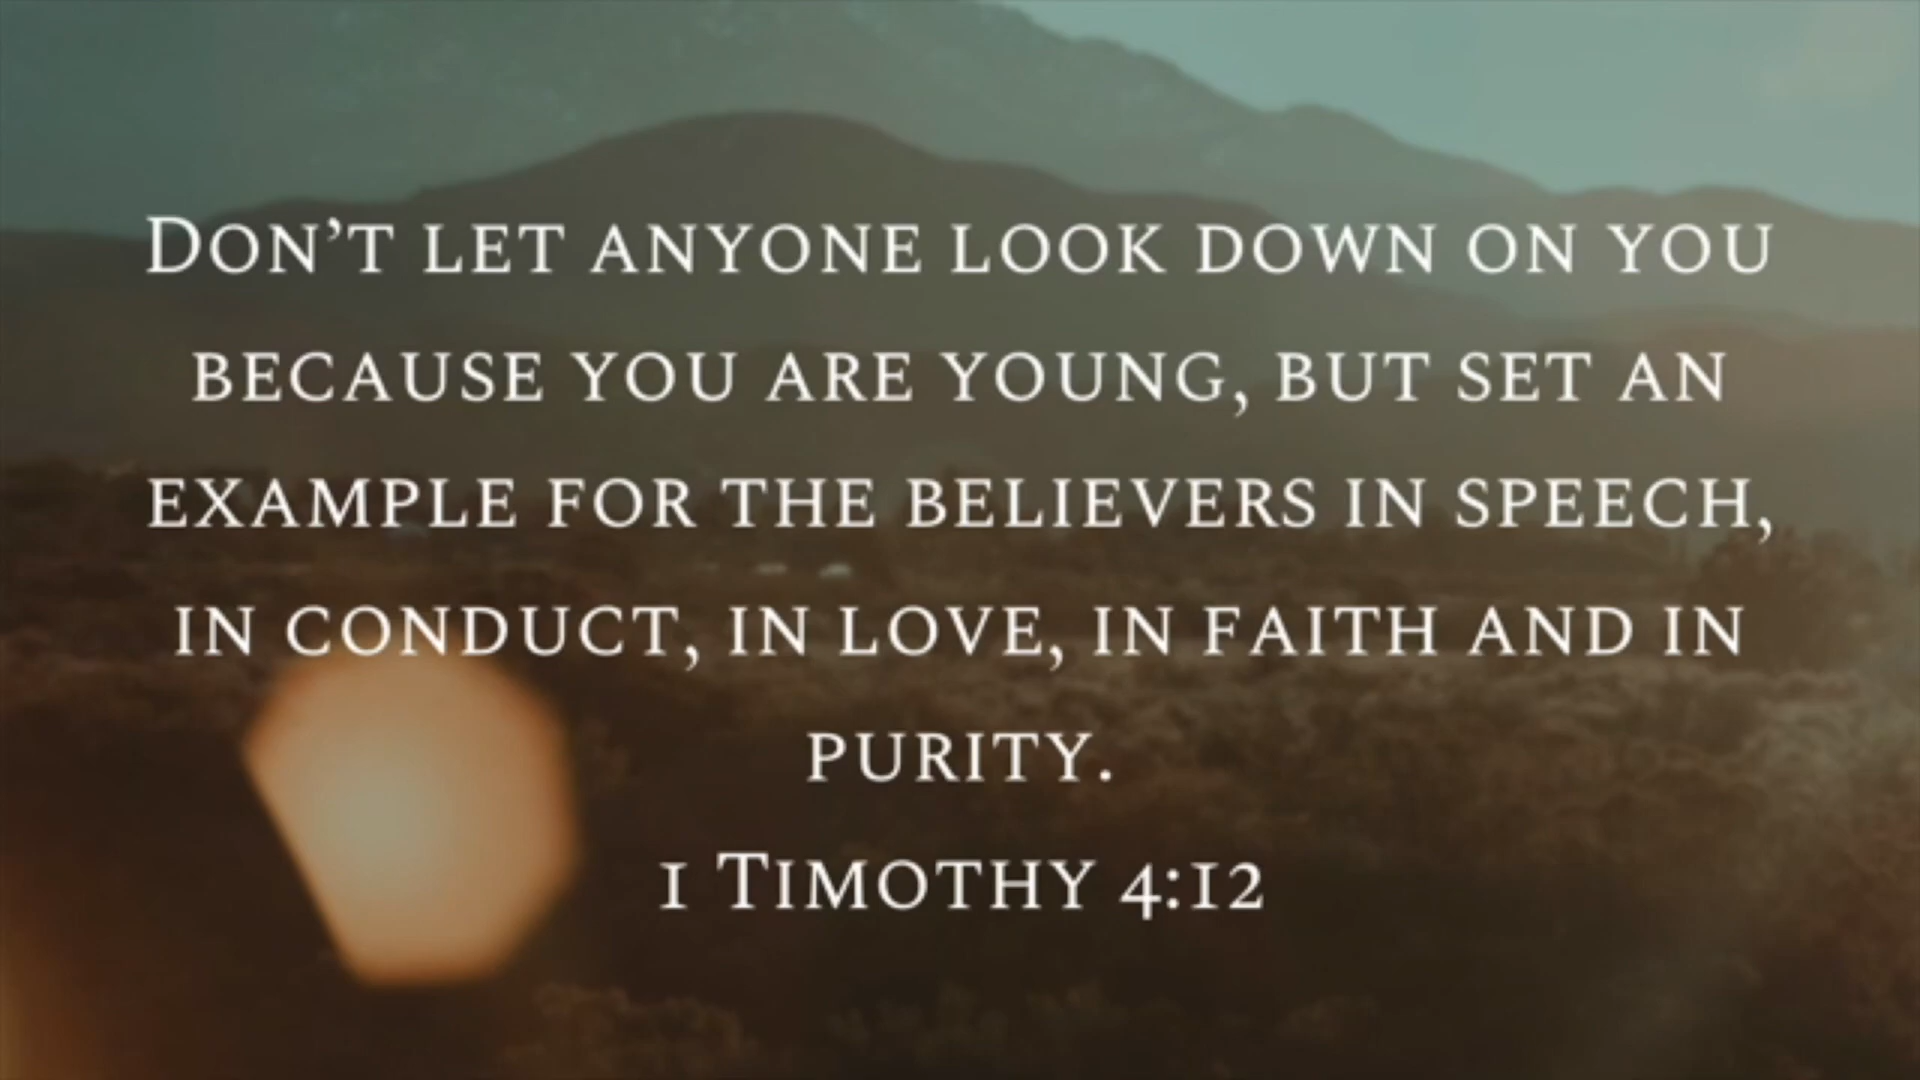 Don’t let anyone look down on you
because you are young, but set an
example for the believers in speech,
in conduct, in love, in faith and in
purity.
1 Timothy 4:12